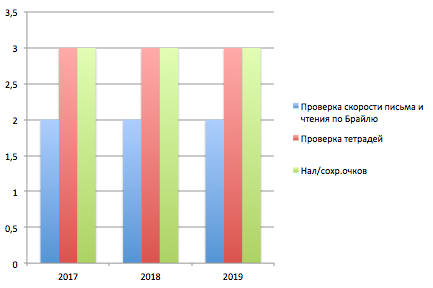 3,5
3
2,5
2
1,5
1
0,5
0
2017 2018 2019
Проверка скорости письма и
чтения по Брайлю
Проверка тетрадей
Нал/сохр.очков